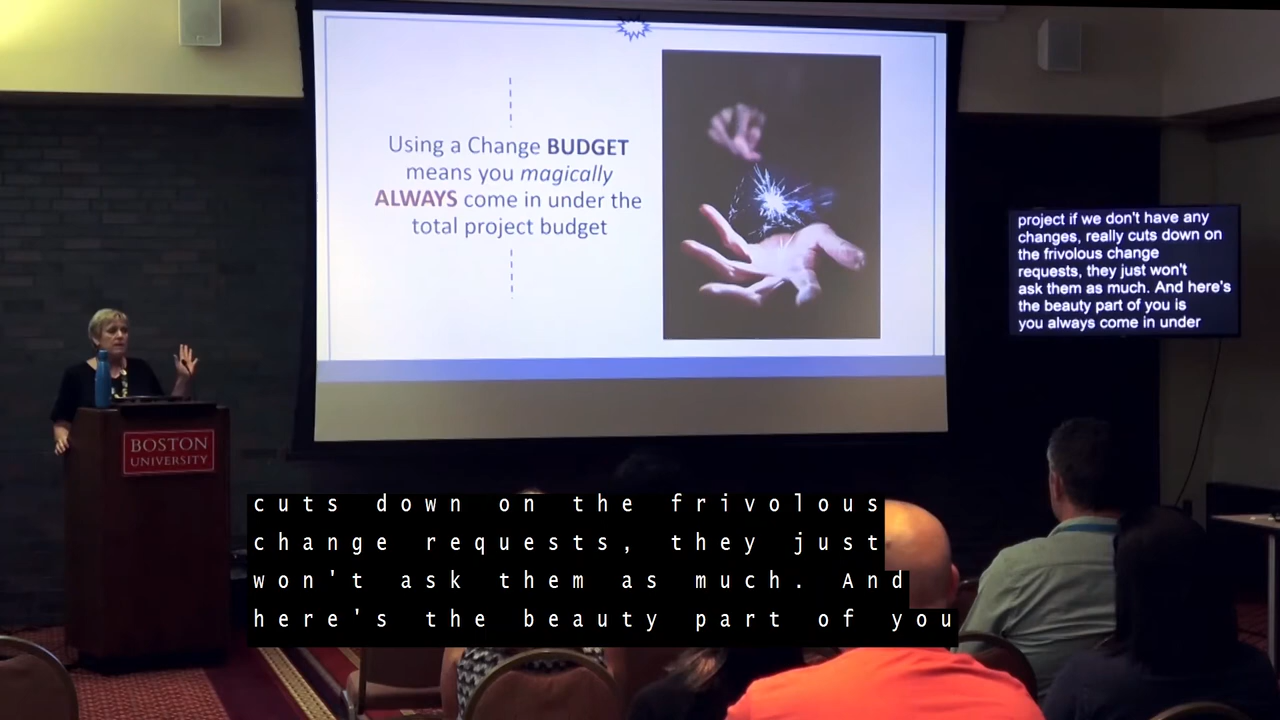 Using a Change BUDGET
means you magically
ALWAYS come in under the
total project budget
project if we don't have any
changes, really cuts down on
the frivolous change
requests, they just won't
ask them as much. And here's
the beauty part of you is
you always come in under
BOSTON
UNIVERSITY
cuts down on the frivolous
change requests, they just
won't ask them as much. And
here's the beauty part of you